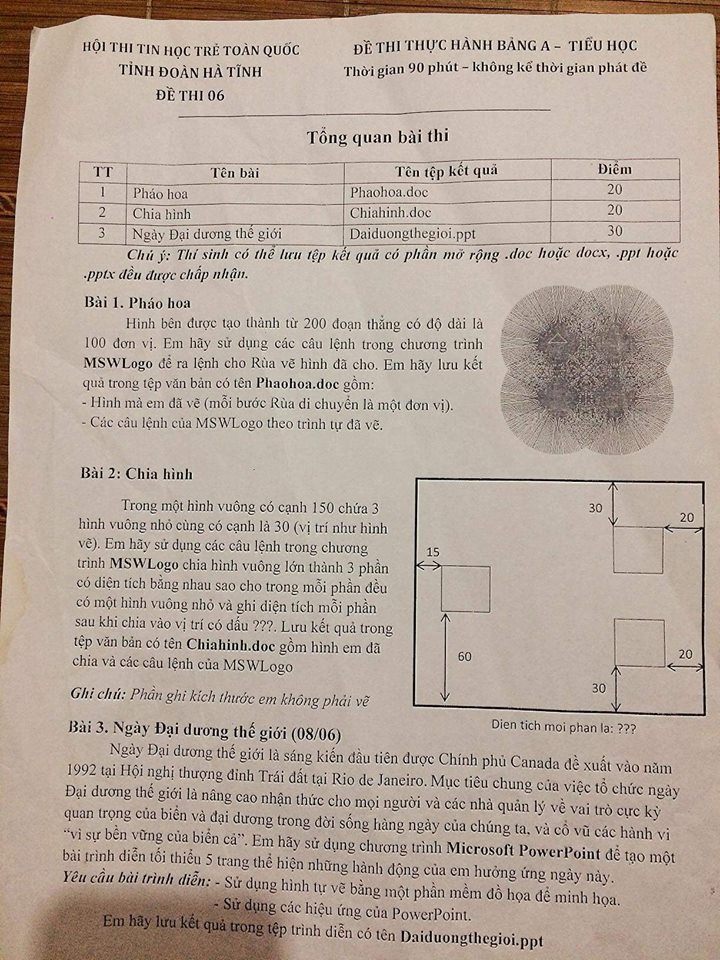 HỘI THI TIN HỌC TRẺ TOÀN QUỐC
TỈNH ĐOÀN HÀ TĨNH
ĐỀ THI 06
ĐỀ THI THỰC HÀNH BẢNG A – TIỂU HỌC
Thời gian 90 phút – không kể thời gian phát đề
Tổng quan bài thi
TT Tên bài Tên tệp kết quả Điểm
1 Pháo hoa Phaohoa.doc 20
2 Chia hình Chiahinh.doc 20
3 Ngày Đại dương thế giới Daiduongthegioi.ppt 30
Chú ý: Thí sinh có thể lưu tệp kết quả có phần mở rộng .doc hoặc docx, .ppt hoặc
.pptx đều được chấp nhận.
Bài 1. Pháo hoa
Hình bên được tạo thành từ 200 đoạn thẳng có độ dài là
100 đơn vị. Em hãy sử dụng các câu lệnh trong chương trình
MSWLogo để ra lệnh cho Rùa vẽ hình đã cho. Em hãy lưu kết
quả trong tệp văn bản có tên Phaohoa.doc gồm:
- Hình mà em đã vẽ (mỗi bước Rùa di chuyển là một đơn vị).
- Các câu lệnh của MSWLogo theo trình tự đã vẽ.
Bài 2: Chia hình
Trong một hình vuông có cạnh 150 chứa 3
hình vuông nhỏ cùng có cạnh là 30 (vị trí như hình
vẽ). Em hãy sử dụng các câu lệnh trong chương
trình MSWLogo chia hình vuông lớn thành 3 phần
có diện tích bằng nhau sao cho trong mỗi phần đều
có một hình vuông nhỏ và ghi diện tích mỗi phần
sau khi chia vào vị trí có dấu ???. Lưu kết quả trong
tệp văn bản có tên Chiahinh.doc gồm hình em đã
chia và các câu lệnh của MSWLogo
Ghi chú: Phần ghi kích thước em không phải vẽ
30
20
15
60
20
30
Dien tich moi phan la: ???
Bài 3. Ngày Đại dương thế giới (08/06)
Ngày Đại dương thế giới là sáng kiến đầu tiên được Chính phủ Canada đề xuất vào năm
1992 tại Hội nghị thượng đỉnh Trái đất tại Rio de Janeiro. Mục tiêu chung của việc tổ chức ngày
Đại dương thế giới là nâng cao nhận thức cho mọi người và các nhà quản lý về vai trò cực kỳ
quan trọng của biển và đại dương trong đời sống hàng ngày của chúng ta, và cổ vũ các hành vi
“vì sự bền vững của biển cả”. Em hãy sử dụng chương trình Microsoft PowerPoint để tạo một
bài trình diễn tối thiểu 5 trang thể hiện những hành động của em hưởng ứng ngày này.
Yêu cầu bài trình diễn: - Sử dụng hình tự vẽ bằng một phần mềm đồ họa để minh họa.
- Sử dụng các hiệu ứng của PowerPoint.
Em hãy lưu kết quả trong tệp trình diễn có tên Daiduongthegioi.ppt